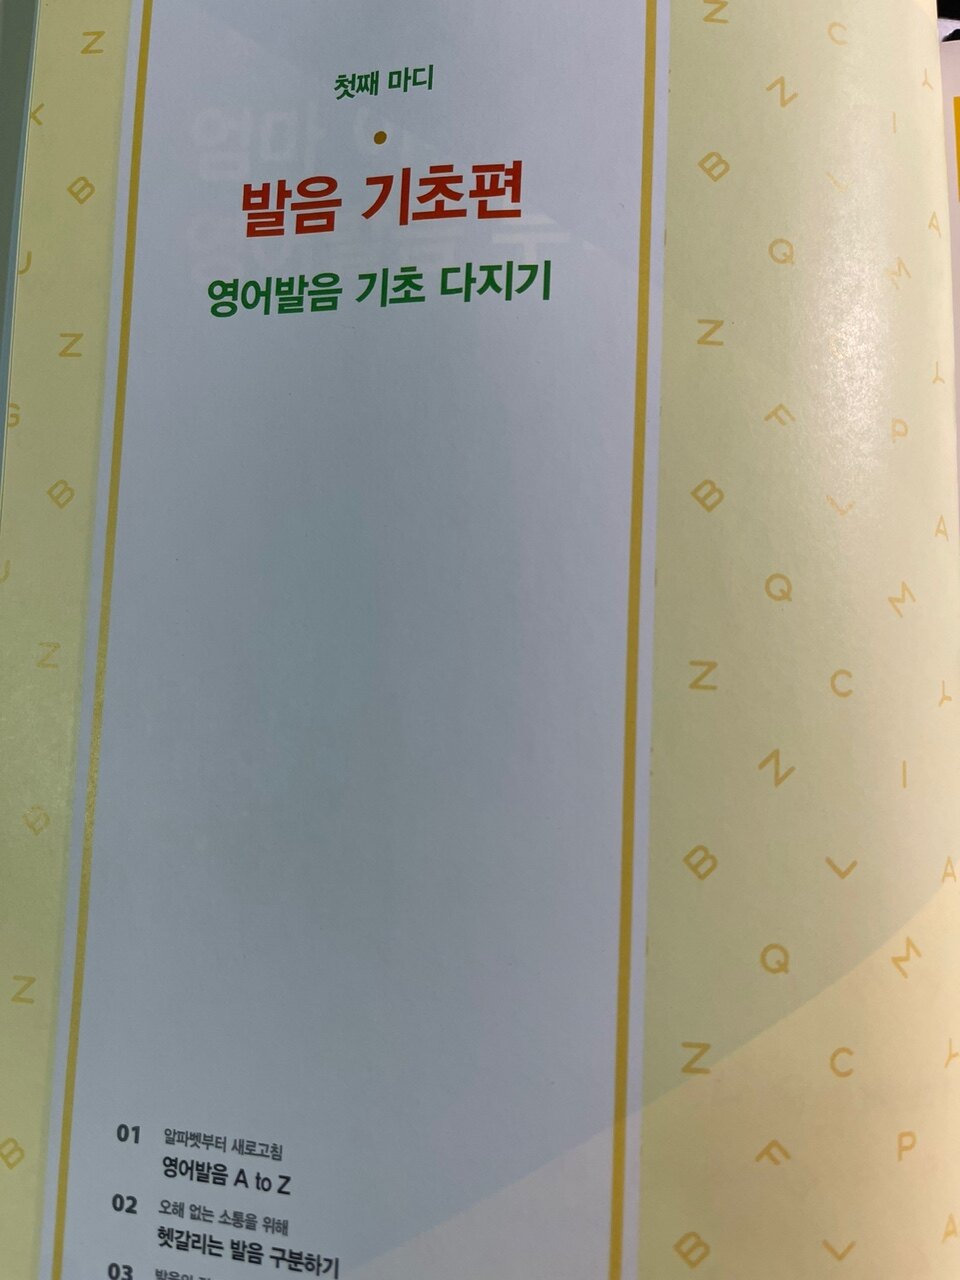 첫째 마디
발음 기초편
영어발음 기초 다지기
01 알파벳부터 새로고침
영어발음 A to Z
02 오해 없는 소통을 위해
헷갈리는 발음 구분하기
03